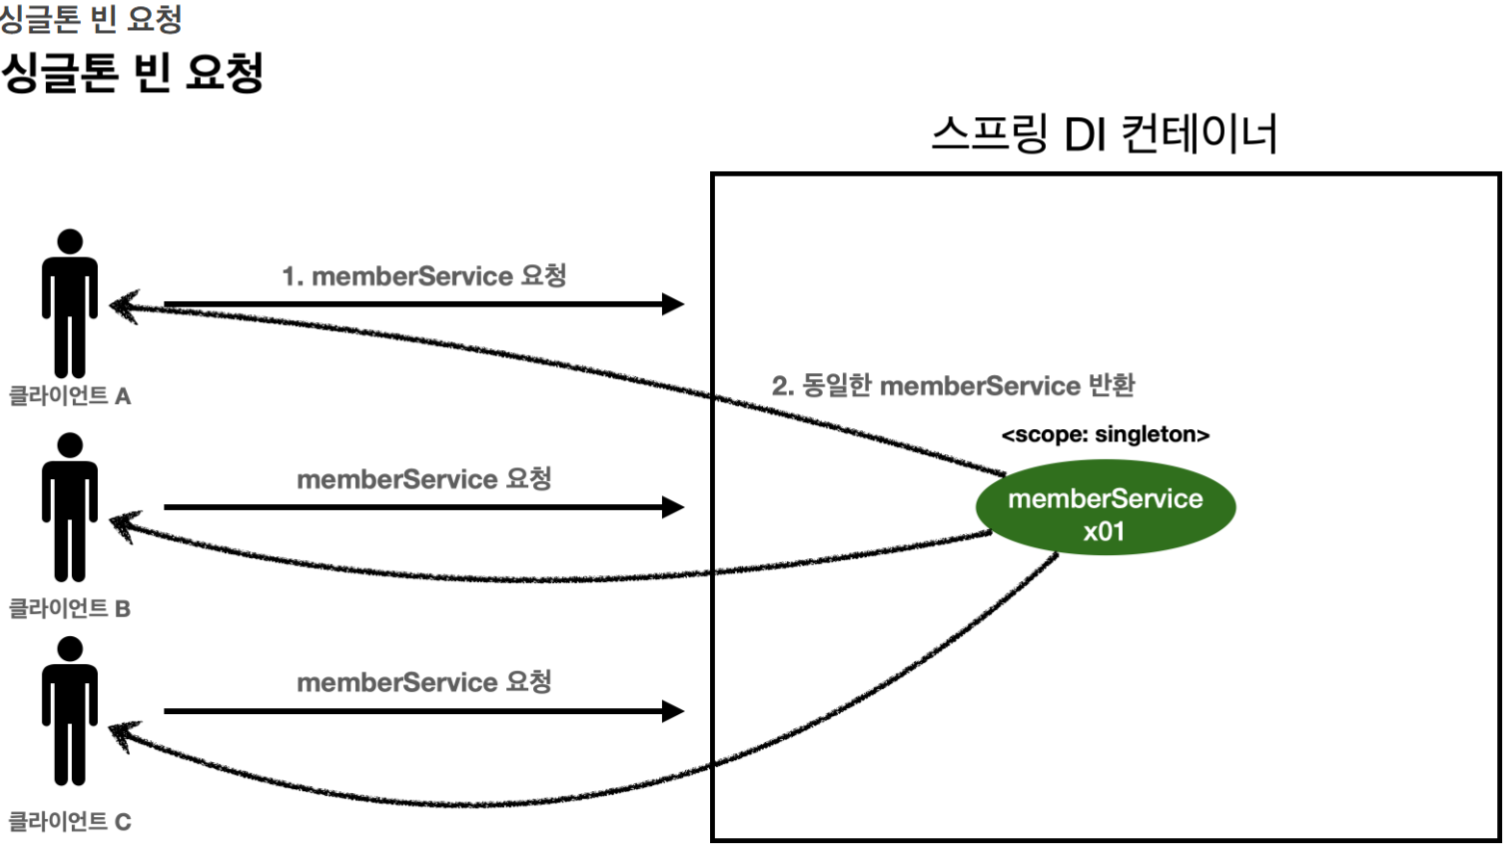 싱글톤 빈 요청
싱글톤 빈 요청
스프링 DI 컨테이너
1. memberService 요청
클라이언트 A
2. 동일한 memberService 반환
<scope: singleton>
memberService 요청
memberService
x01
클라이언트 B
memberService 요청
클라이언트 C